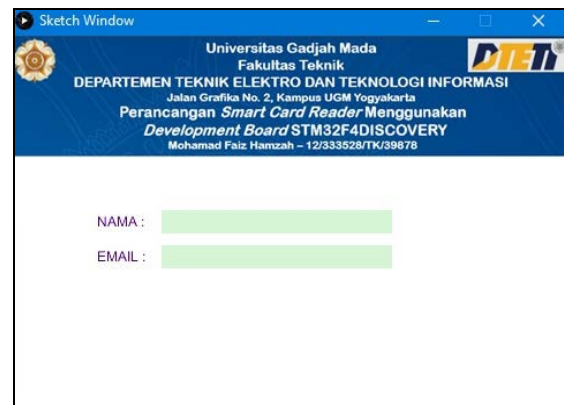 Sketch Window
Universitas Gadjah Mada
Fakultas Teknik
DTETI
DEPARTEMEN TEKNIK ELEKTRO DAN TEKNOLOGI INFORMASI
Jalan Grafika No. 2, Kampus UGM Yogyakarta
Perancangan Smart Card Reader Menggunakan
Development Board STM32F4DISCOVERY
Mohamad Faiz Hamzah – 12/333528/TK/39878
NAMA :
EMAIL :